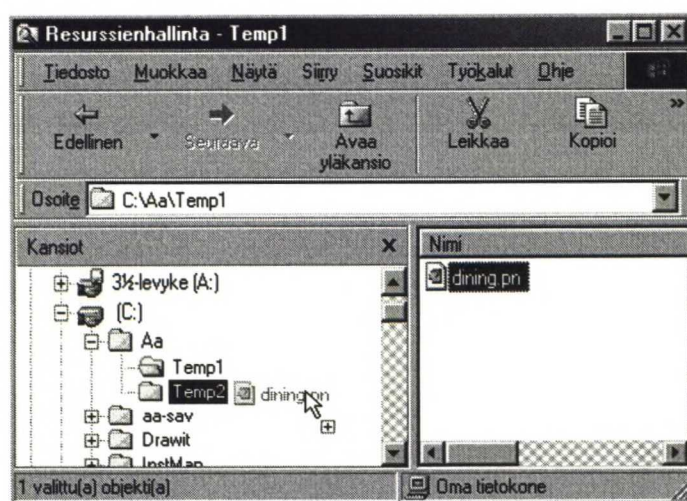 Resurssienhallinta - Temp1
Tiedosto Muokkaa Näytä Siirry Suosikit Työkalut Ohje
Edellinen Seuraava Avaa yläkansio Leikkaa Kopioi »
Osoite C:\Aa\Temp1
Kansiot
Nimi
3½-levyke (A:)
dining.pn
(C:)
Aa
Temp1
Temp2 dining.pn
aa-sav
Drawit
InstMan
1 valittu(a) objekti(a) Oma tietokone